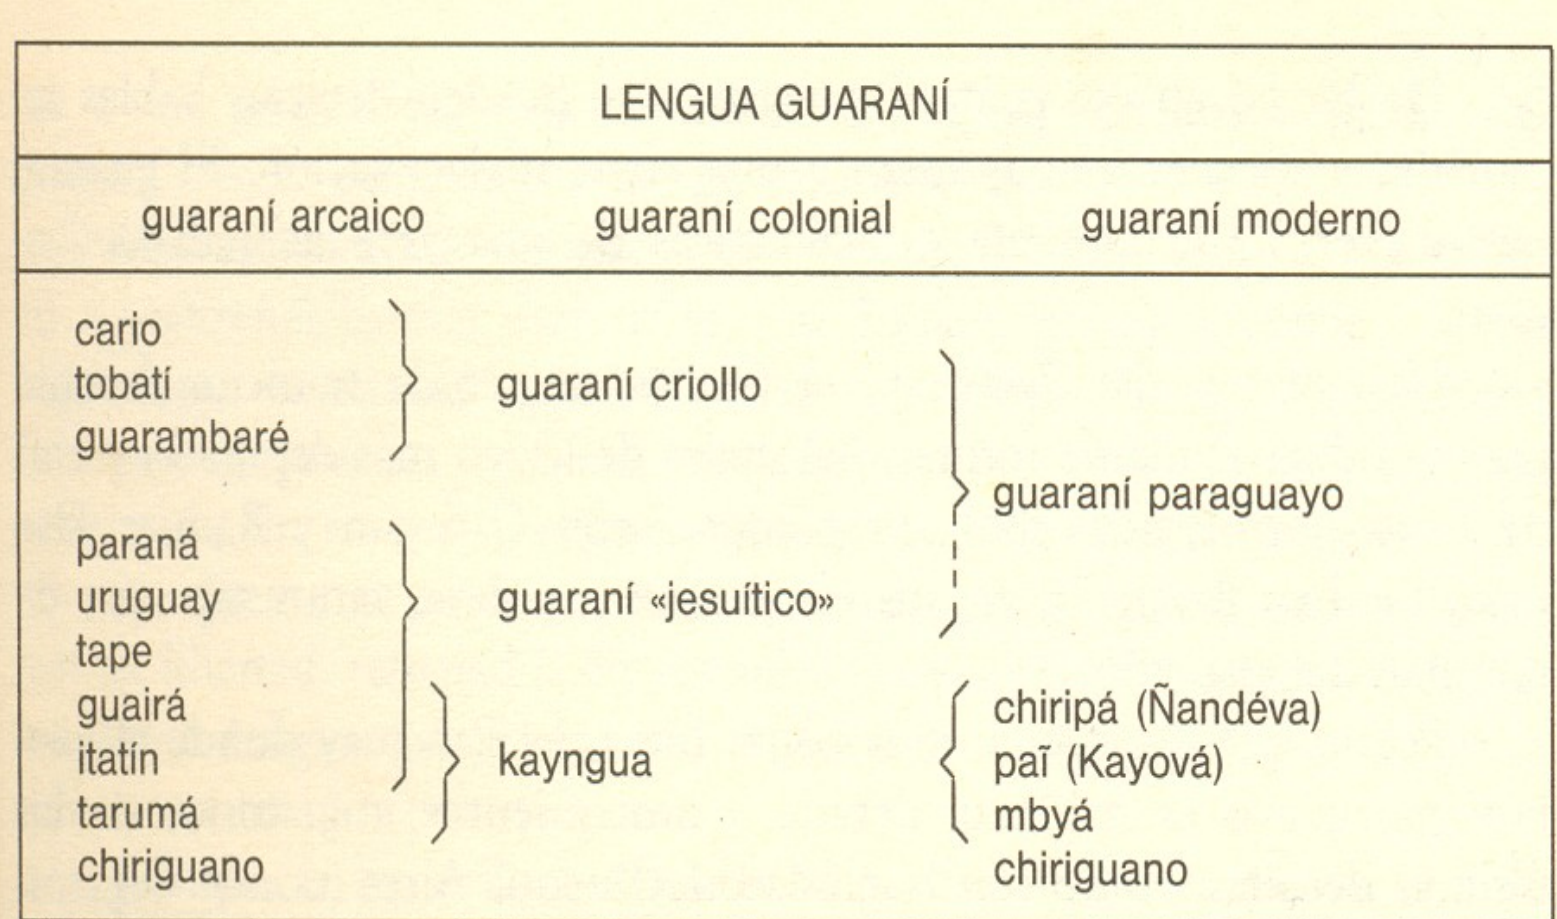 LENGUA GUARANÍ
guaraní arcaico guaraní colonial guaraní moderno
cario
tobatí guaraní criollo
guarambaré
guaraní paraguayo
paraná
uruguay guaraní «jesuítico»
tape
guairá chiripá (Ñandéva)
itatín kayngua paĩ (Kayová)
tarumá mbyá
chiriguano chiriguano